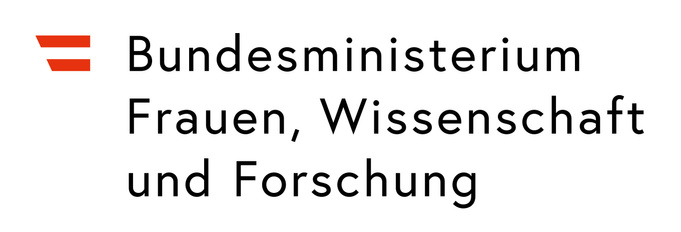 Bundesministerium
Frauen, Wissenschaft
und Forschung